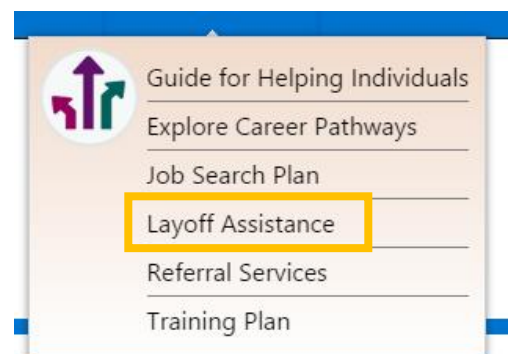 Guide for Helping Individuals
Explore Career Pathways
Job Search Plan
Layoff Assistance
Referral Services
Training Plan